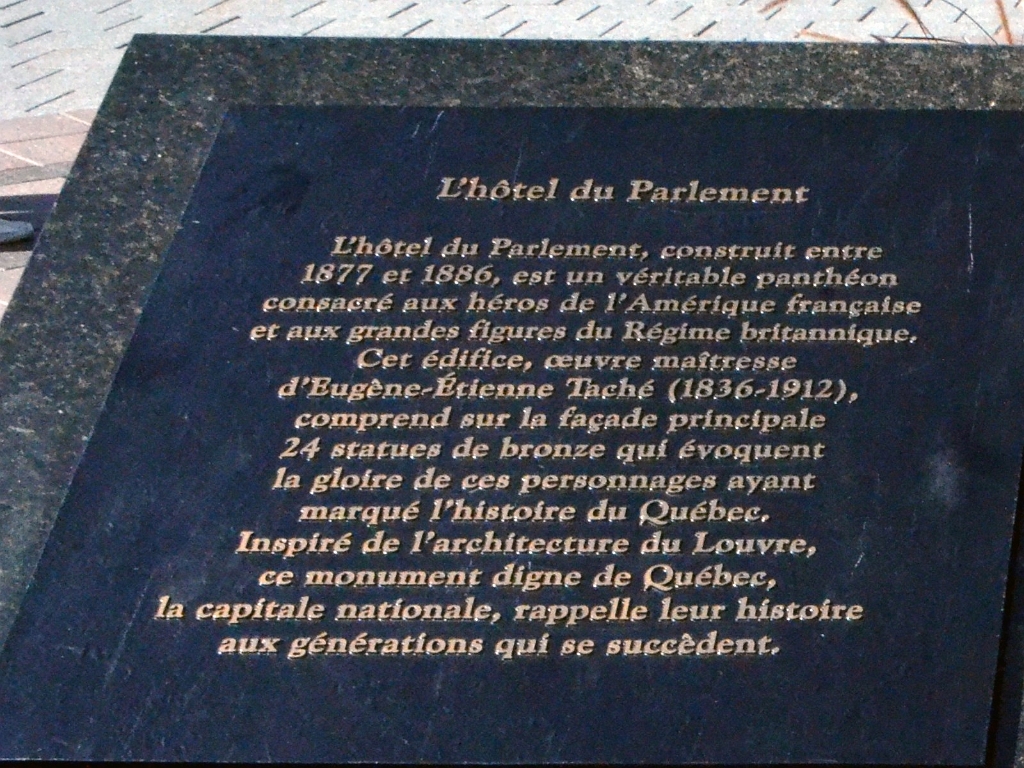 L'hôtel du Parlement
L'hôtel du Parlement, construit entre
1877 et 1886, est un véritable panthéon
consacré aux héros de l'Amérique française
et aux grandes figures du Régime britannique.
Cet édifice, œuvre maîtresse
d'Eugène-Étienne Taché (1836-1912),
comprend sur la façade principale
24 statues de bronze qui évoquent
la gloire de ces personnages ayant
marqué l'histoire du Québec.
Inspiré de l'architecture du Louvre,
ce monument digne de Québec,
la capitale nationale, rappelle leur histoire
aux générations qui se succèdent.